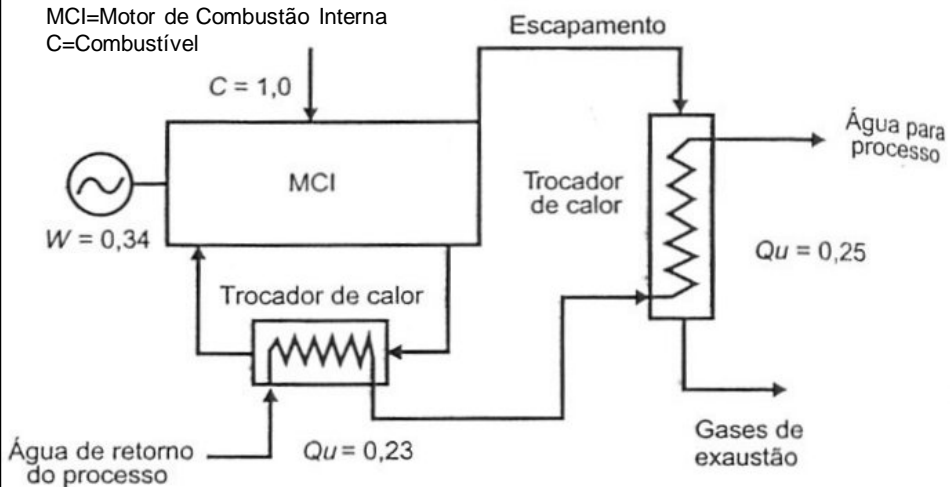 MCI=Motor de Combustão Interna
C=Combustível
Escapamento
C = 1,0
Água para
processo
MCI
Trocador
de calor
W = 0,34
Qu = 0,25
Trocador de calor
Água de retorno
do processo
Qu = 0,23
Gases de
exaustão